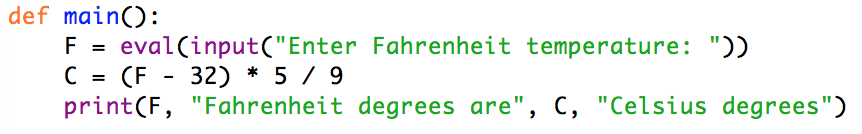 def main():
    F = eval(input("Enter Fahrenheit temperature: "))
    C = (F - 32) * 5 / 9
    print(F, "Fahrenheit degrees are", C, "Celsius degrees")